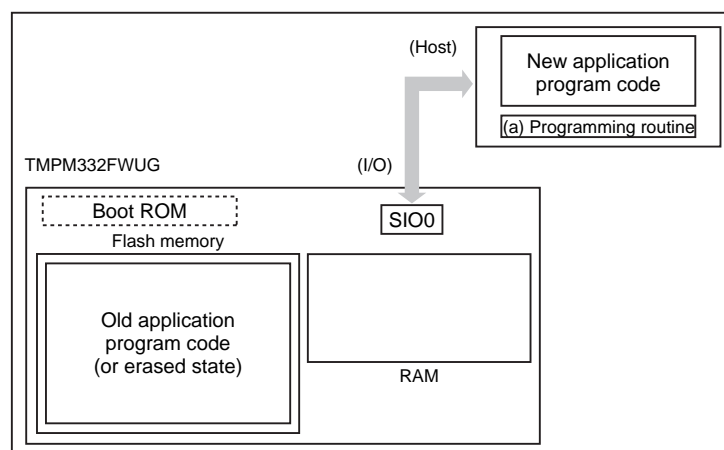 (Host)
New application
program code
(a) Programming routine
TMPM332FWUG
(I/O)
Boot ROM
SIO0
Flash memory
Old application
program code
(or erased state)
RAM